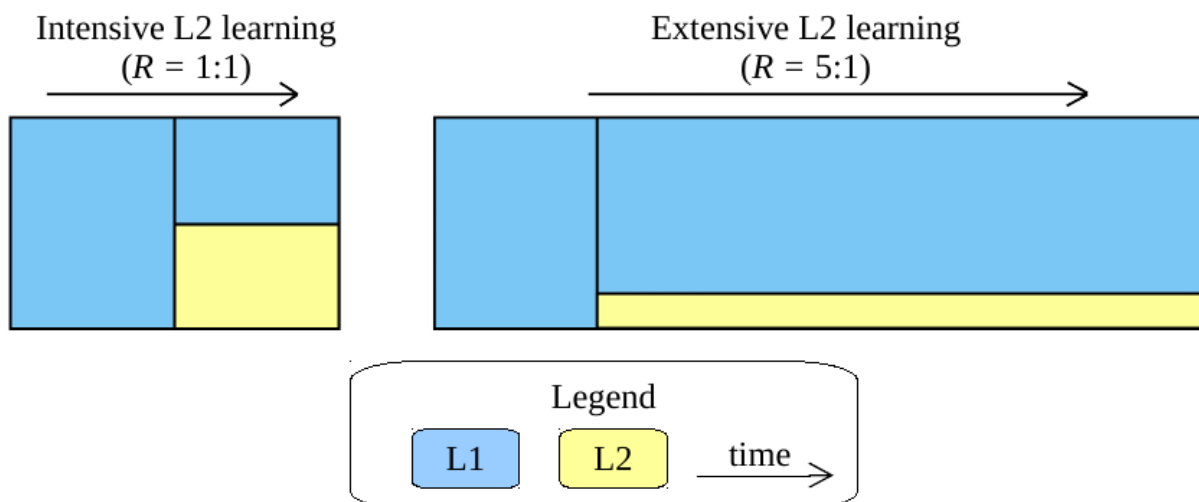 Intensive L2 learning
(R = 1:1)
Extensive L2 learning
(R = 5:1)
Legend
L1
L2
time